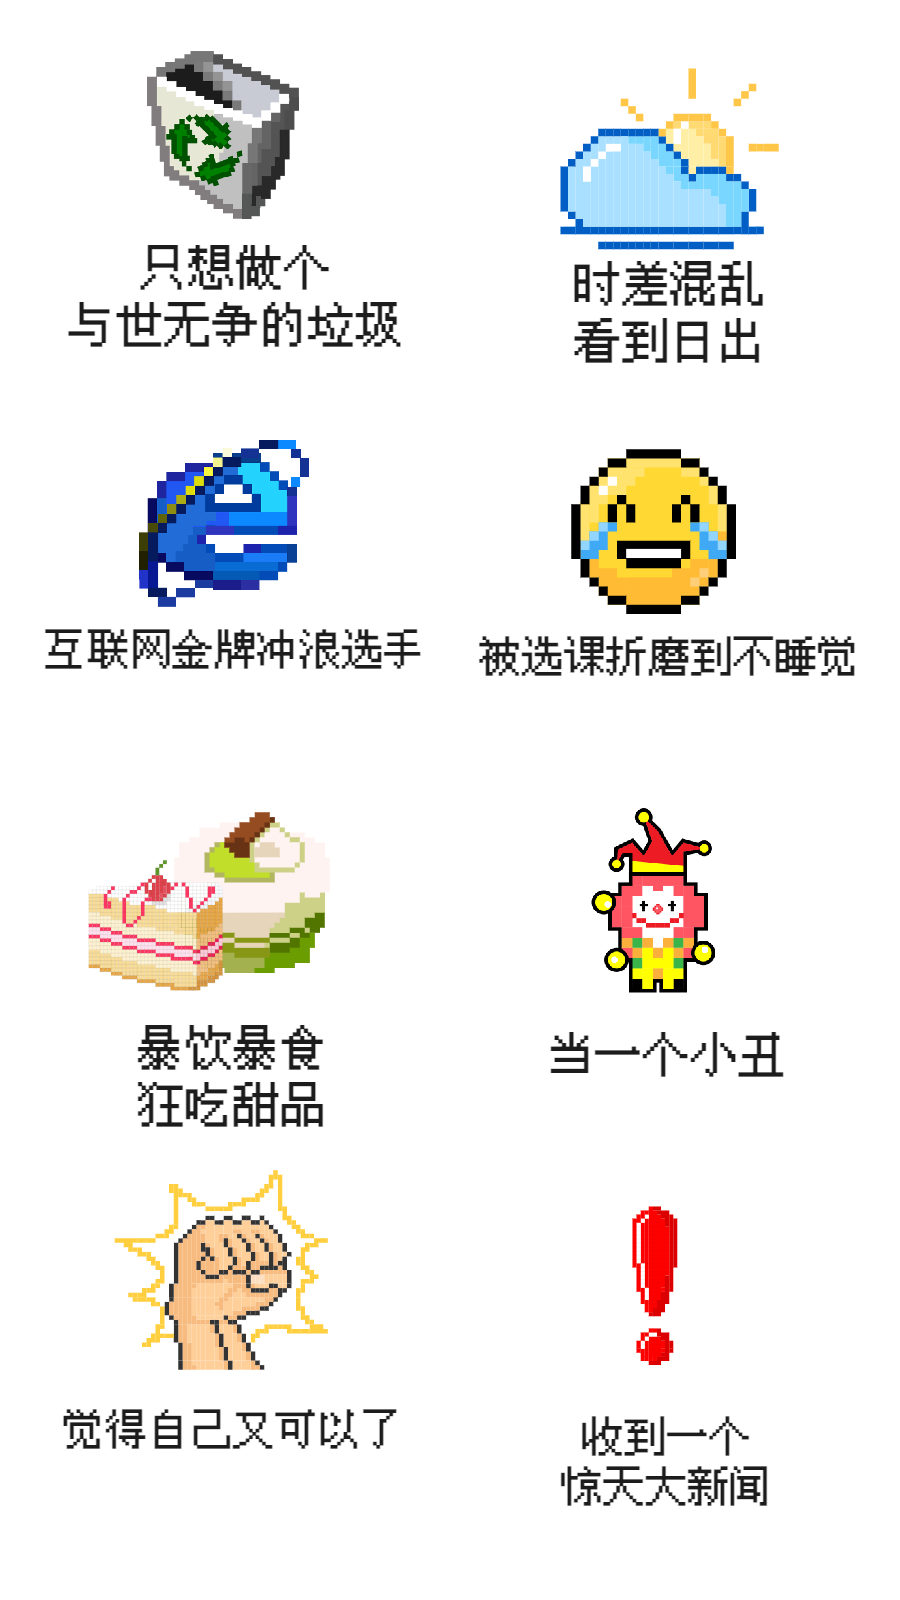 只想做个
与世无争的垃圾
时差混乱
看到日出
互联网金牌冲浪选手
被选课折磨到不睡觉
暴饮暴食
狂吃甜品
当一个小丑
觉得自己又可以了
收到一个
惊天大新闻